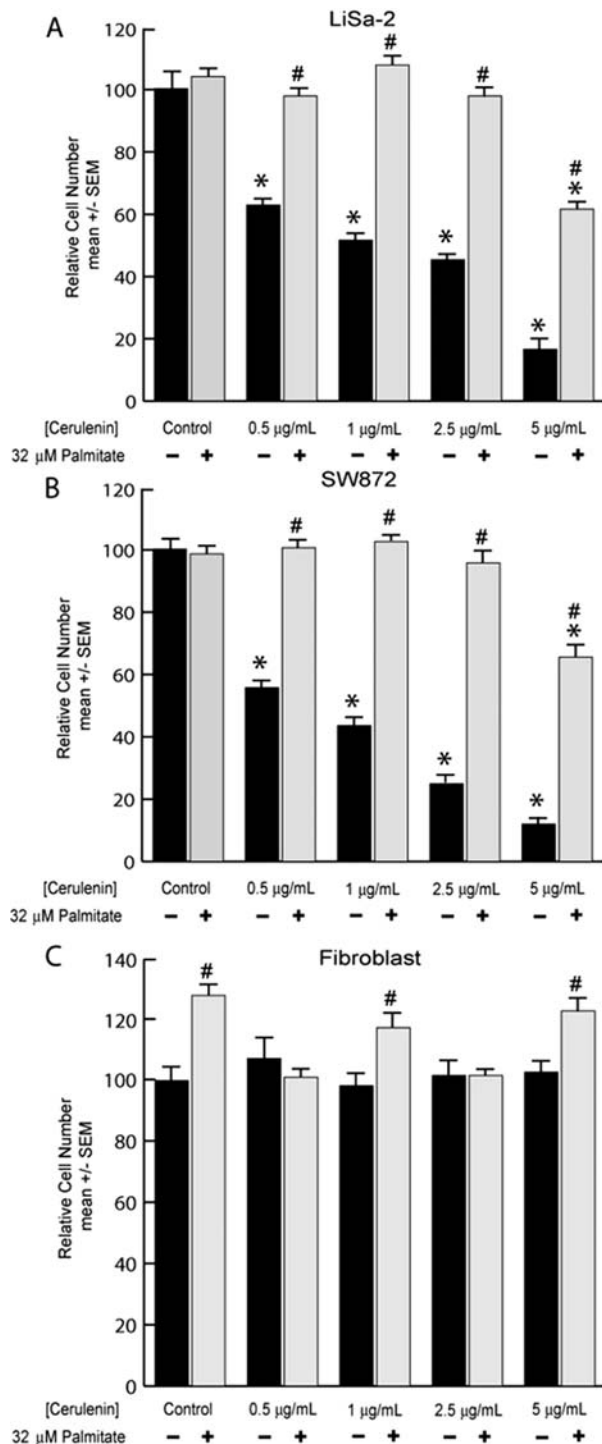 A
LiSa-2
120
100
80
60
40
20
0
Relative Cell Number
mean +/- SEM
* # * # * # * # *
[Cerulenin] Control 0.5 µg/mL 1 µg/mL 2.5 µg/mL 5 µg/mL
32 µM Palmitate − + − + − + − + − +
B
SW872
120
100
80
60
40
20
0
Relative Cell Number
mean +/- SEM
* # * # * # * # *
[Cerulenin] Control 0.5 µg/mL 1 µg/mL 2.5 µg/mL 5 µg/mL
32 µM Palmitate − + − + − + − + − +
C
Fibroblast
140
120
100
80
60
40
20
0
Relative Cell Number
mean +/- SEM
# # #
[Cerulenin] Control 0.5 µg/mL 1 µg/mL 2.5 µg/mL 5 µg/mL
32 µM Palmitate − + − + − + − + − +